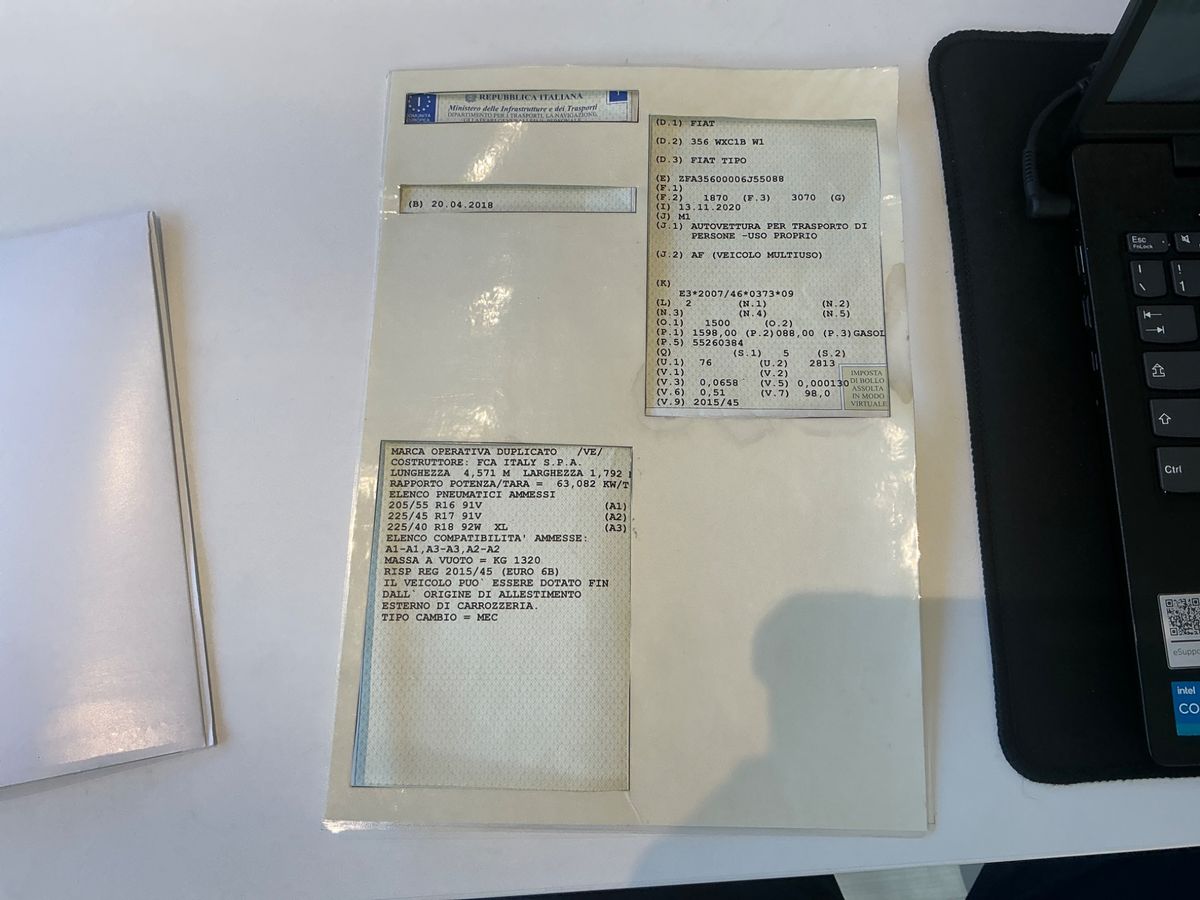 COMUNITÀ
EUROPEA
I
REPUBBLICA ITALIANA
Ministero delle Infrastrutture e dei Trasporti
DIPARTIMENTO PER I TRASPORTI, LA NAVIGAZIONE,
(B) 20.04.2018
(D.1) FIAT
(D.2) 356 WXC1B W1
(D.3) FIAT TIPO
(E) ZFA35600006J55088
(F.1)
(F.2) 1870 (F.3) 3070 (G)
(I) 13.11.2020
(J) M1
(J.1) AUTOVETTURA PER TRASPORTO DI
PERSONE -USO PROPRIO
(J.2) AF (VEICOLO MULTIUSO)
(K)
E3*2007/46*0373*09
(L) 2 (N.1) (N.2)
(N.3) (N.4) (N.5)
(O.1) 1500 (O.2)
(P.1) 1598,00 (P.2)088,00 (P.3)GASOL
(P.5) 55260384
(Q) (S.1) 5 (S.2)
(U.1) 76 (U.2) 2813
(V.1) (V.2)
(V.3) 0,0658 (V.5) 0,000130
(V.6) 0,51 (V.7) 98,0
(V.9) 2015/45
IMPOSTA
DI BOLLO
ASSOLTA
IN MODO
VIRTUALE
MARCA OPERATIVA DUPLICATO /VE/
COSTRUTTORE: FCA ITALY S.P.A.
LUNGHEZZA 4,571 M LARGHEZZA 1,792
RAPPORTO POTENZA/TARA = 63,082 KW/T
ELENCO PNEUMATICI AMMESSI
205/55 R16 91V (A1)
225/45 R17 91V (A2)
225/40 R18 92W XL (A3)
ELENCO COMPATIBILITA' AMMESSE:
A1-A1,A3-A3,A2-A2
MASSA A VUOTO = KG 1320
RISP REG 2015/45 (EURO 6B)
IL VEICOLO PUO` ESSERE DOTATO FIN
DALL` ORIGINE DI ALLESTIMENTO
ESTERNO DI CARROZZERIA.
TIPO CAMBIO = MEC
Esc
FnLock
| !
\ 1
Ctrl
eSuppo
intel
CO